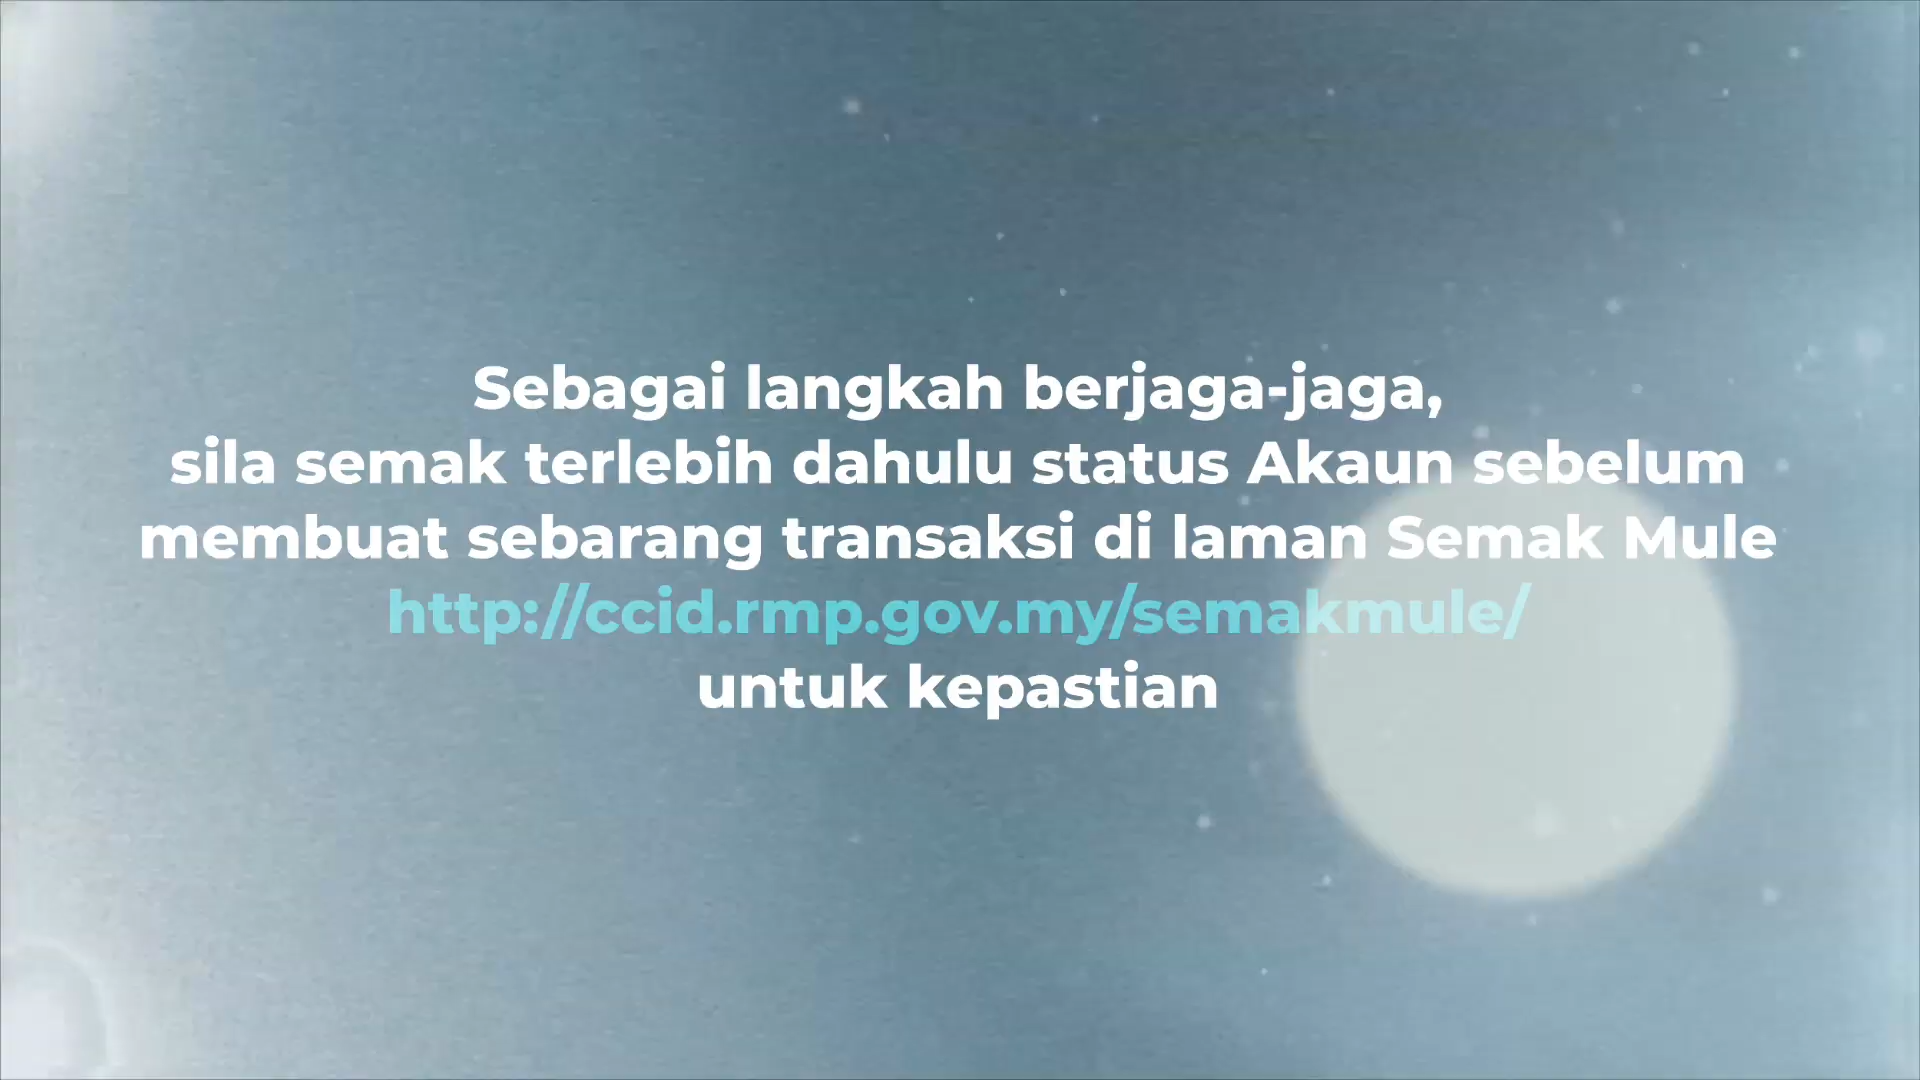 Sebagai langkah berjaga-jaga,
sila semak terlebih dahulu status Akaun sebelum
membuat sebarang transaksi di laman Semak Mule
http://ccid.rmp.gov.my/semakmule/
untuk kepastian